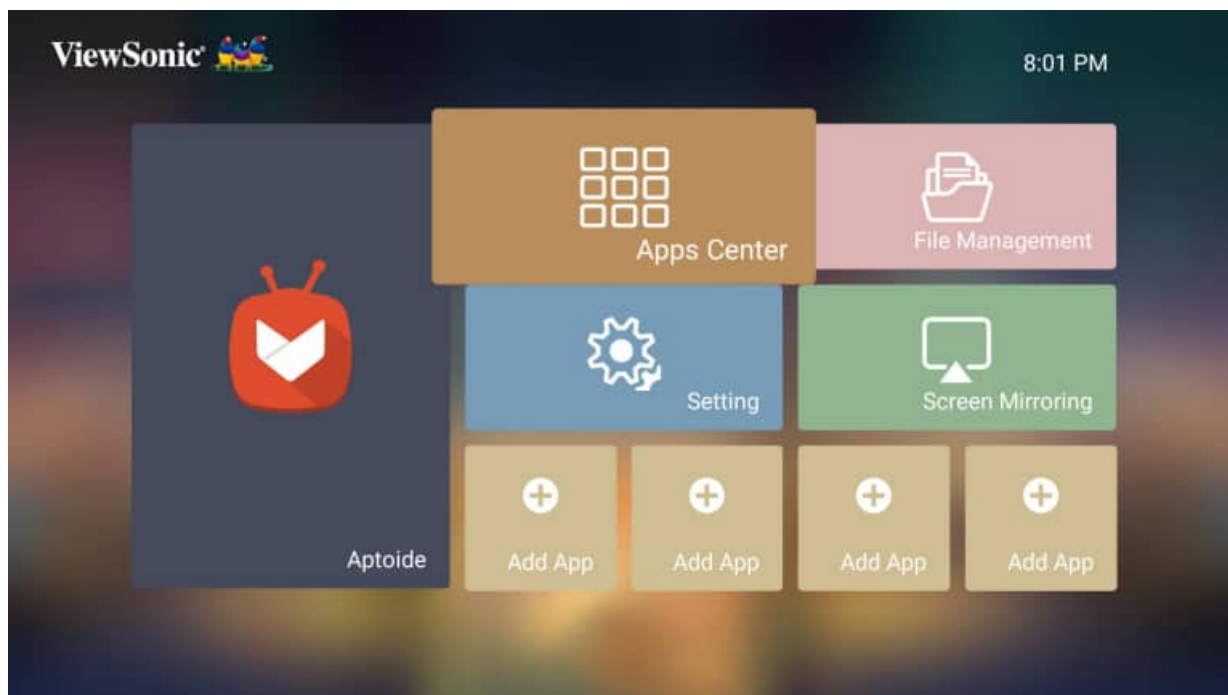 ViewSonic®
8:01 PM
Apps Center
File Management
Setting
Screen Mirroring
Aptoide
Add App
Add App
Add App
Add App